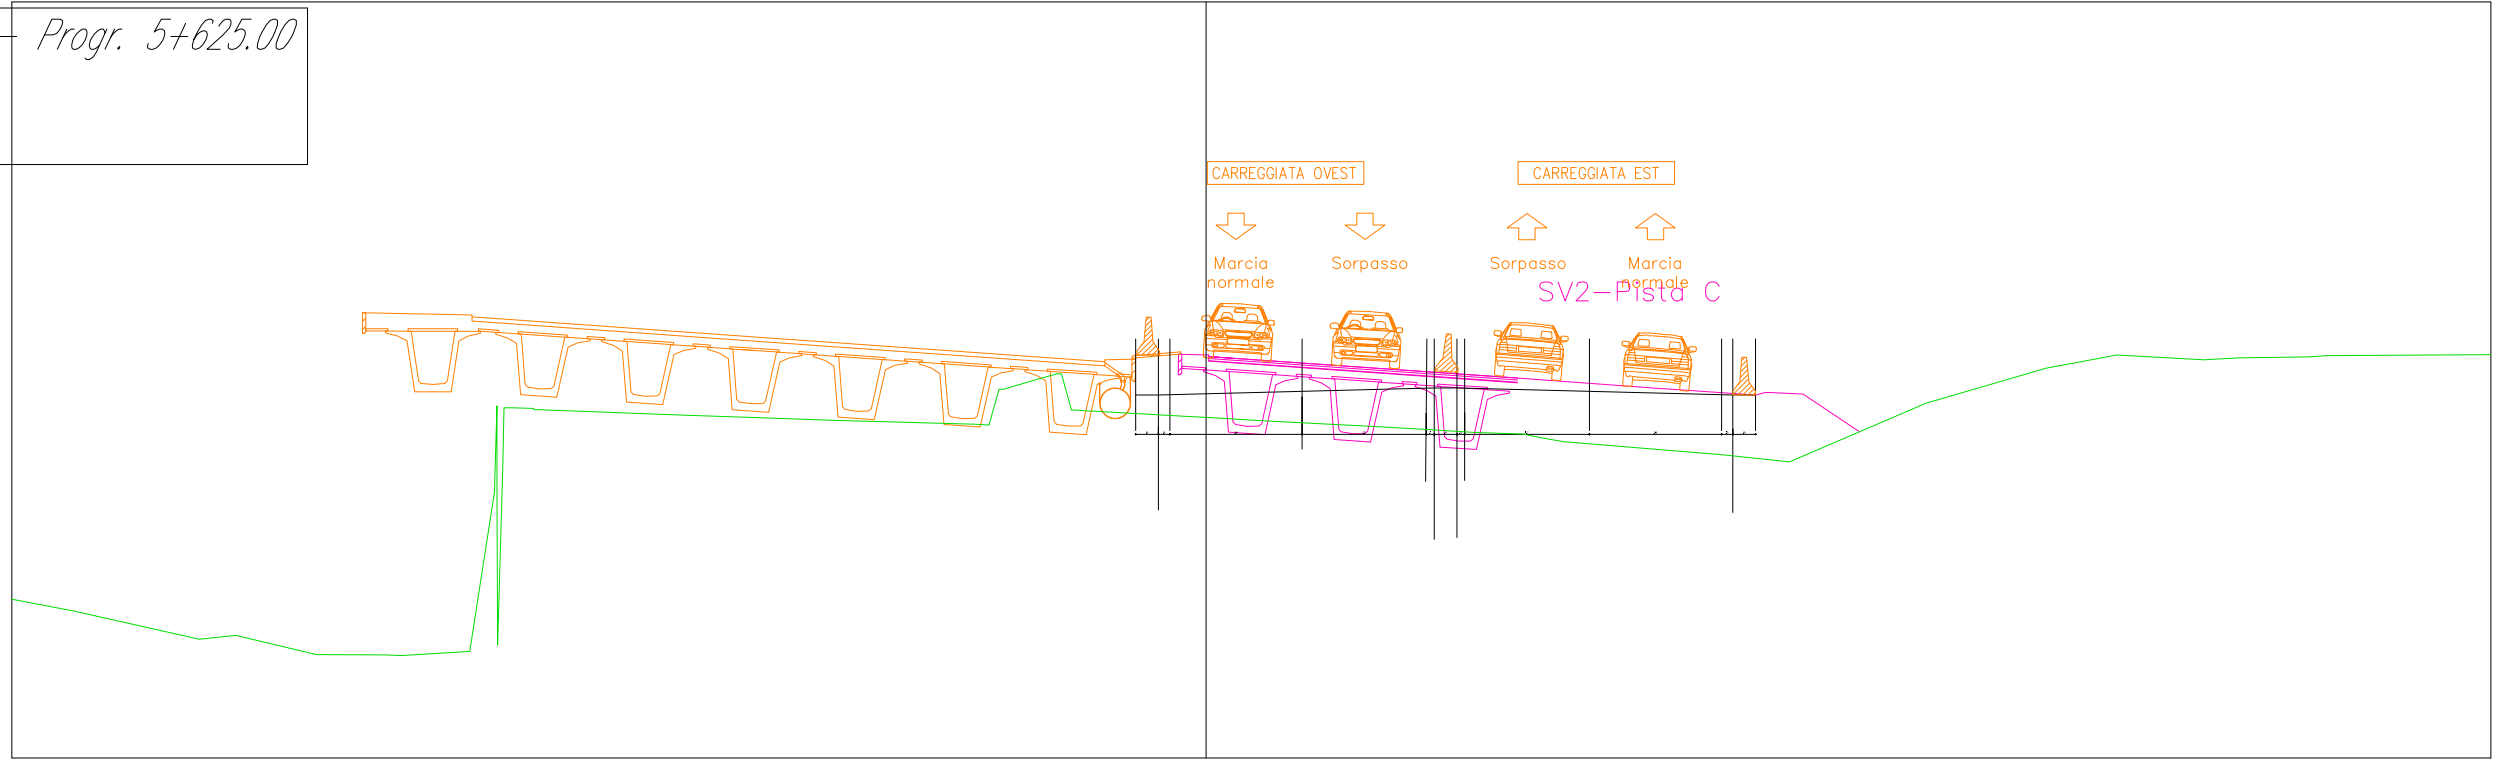 Progr. 5+625.00
CARREGGIATA OVEST
CARREGGIATA EST
Marcia
normale
Sorpasso
Sorpasso
Marcia
normale
SV2-Pista C